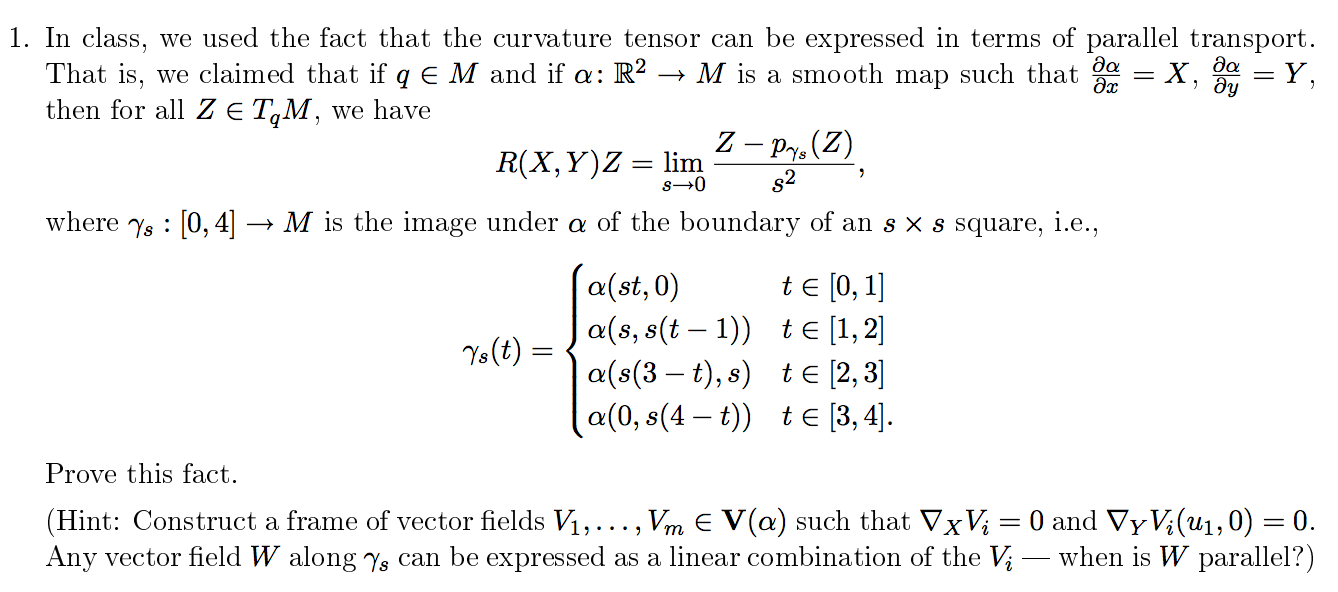 1. In class, we used the fact that the curvature tensor can be expressed in terms of parallel transport.
That is, we claimed that if $q \in M$ and if $\alpha\colon \mathbb{R}^2 \to M$ is a smooth map such that $\frac{\partial \alpha}{\partial x} = X$, $\frac{\partial \alpha}{\partial y} = Y$,
then for all $Z \in T_qM$, we have
$$R(X, Y)Z = \lim_{s \to 0} \frac{Z - p_{\gamma_s}(Z)}{s^2},$$
where $\gamma_s : [0, 4] \to M$ is the image under $\alpha$ of the boundary of an $s \times s$ square, i.e.,
$$\gamma_s(t) = \begin{cases} \alpha(st, 0) & t \in [0, 1] \\ \alpha(s, s(t-1)) & t \in [1, 2] \\ \alpha(s(3-t), s) & t \in [2, 3] \\ \alpha(0, s(4-t)) & t \in [3, 4]. \end{cases}$$
Prove this fact.
(Hint: Construct a frame of vector fields $V_1, \ldots, V_m \in \mathbf{V}(\alpha)$ such that $\nabla_X V_i = 0$ and $\nabla_Y V_i(u_1, 0) = 0$.
Any vector field $W$ along $\gamma_s$ can be expressed as a linear combination of the $V_i$ — when is $W$ parallel?)